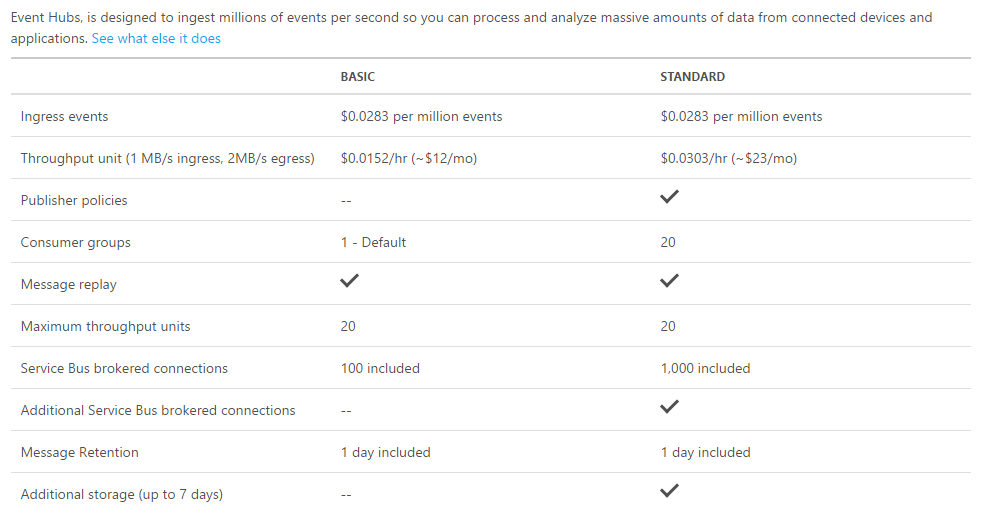 Event Hubs, is designed to ingest millions of events per second so you can process and analyze massive amounts of data from connected devices and
applications. See what else it does
BASIC STANDARD
Ingress events $0.0283 per million events $0.0283 per million events
Throughput unit (1 MB/s ingress, 2MB/s egress) $0.0152/hr (~$12/mo) $0.0303/hr (~$23/mo)
Publisher policies -- ✓
Consumer groups 1 - Default 20
Message replay ✓ ✓
Maximum throughput units 20 20
Service Bus brokered connections 100 included 1,000 included
Additional Service Bus brokered connections -- ✓
Message Retention 1 day included 1 day included
Additional storage (up to 7 days) -- ✓